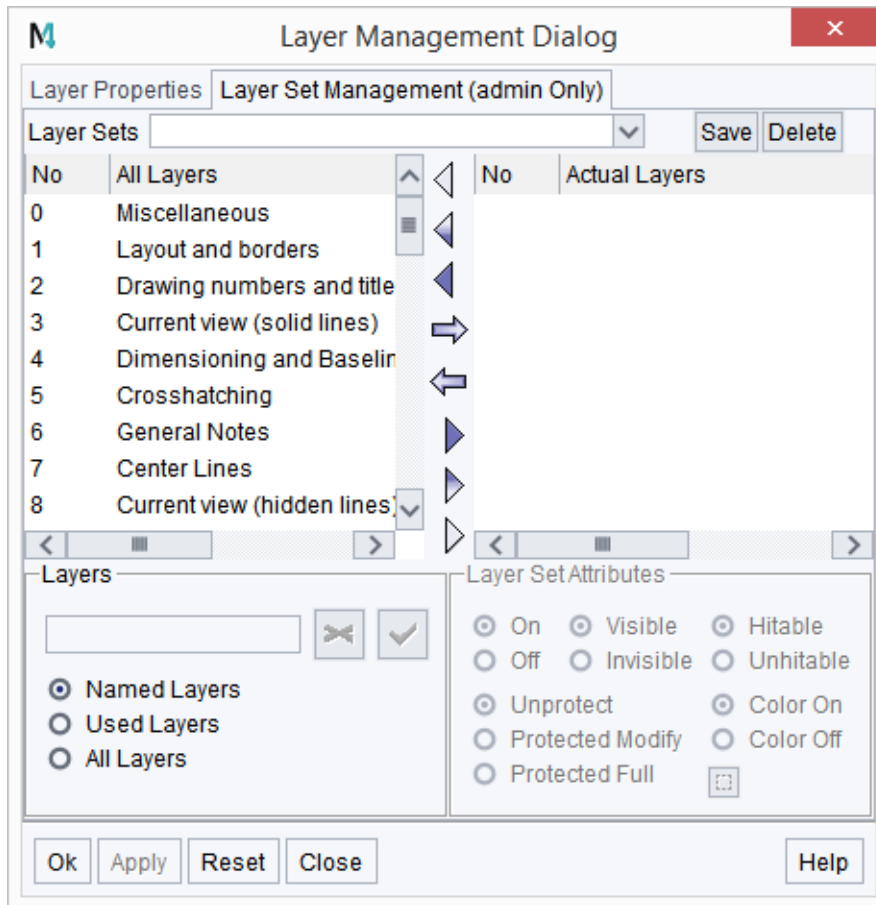 Layer Management Dialog
Layer Properties Layer Set Management (admin Only)
Layer Sets Save Delete
No All Layers No Actual Layers
0 Miscellaneous
1 Layout and borders
2 Drawing numbers and title
3 Current view (solid lines)
4 Dimensioning and Baselin
5 Crosshatching
6 General Notes
7 Center Lines
8 Current view (hidden lines)
Layers Layer Set Attributes
On Visible Hitable
Off Invisible Unhitable
Named Layers Unprotect Color On
Used Layers Protected Modify Color Off
All Layers Protected Full
Ok Apply Reset Close Help